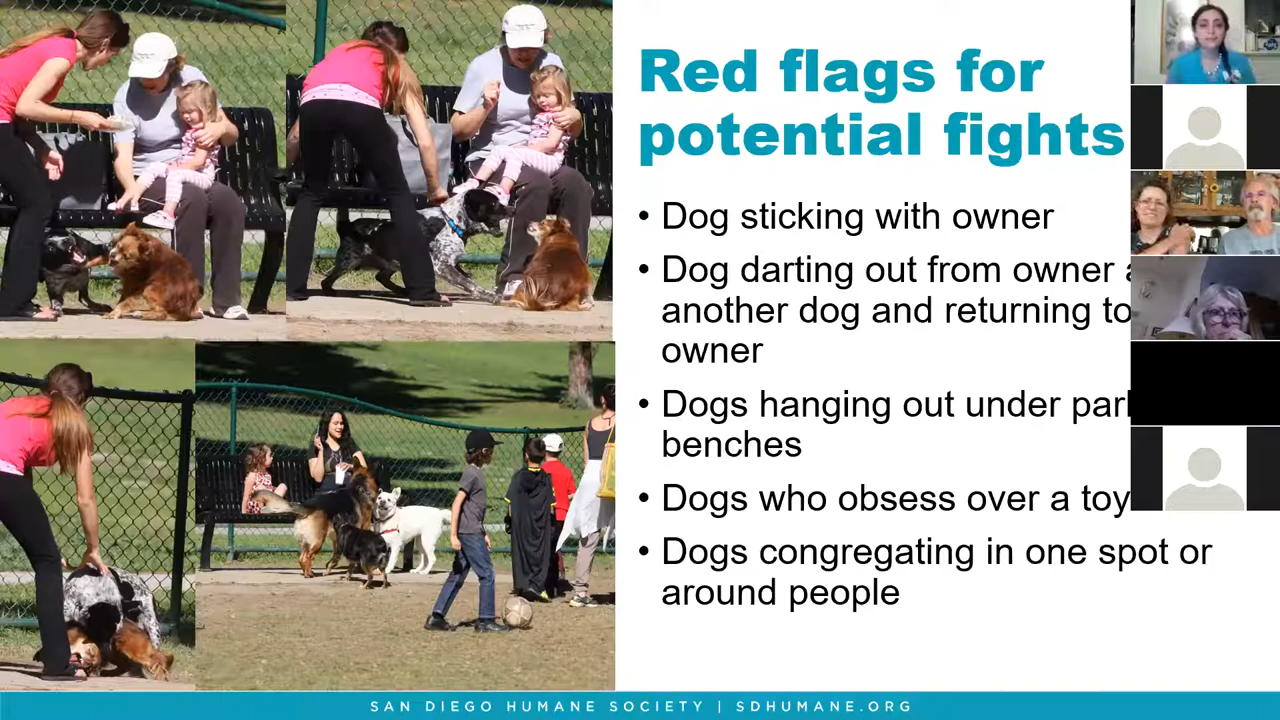 Red flags for
potential fights
• Dog sticking with owner
• Dog darting out from owner
another dog and returning to
owner
• Dogs hanging out under
benches
• Dogs who obsess over a toy
• Dogs congregating in one spot or
around people
SAN DIEGO HUMANE SOCIETY | SDHUMANE.ORG